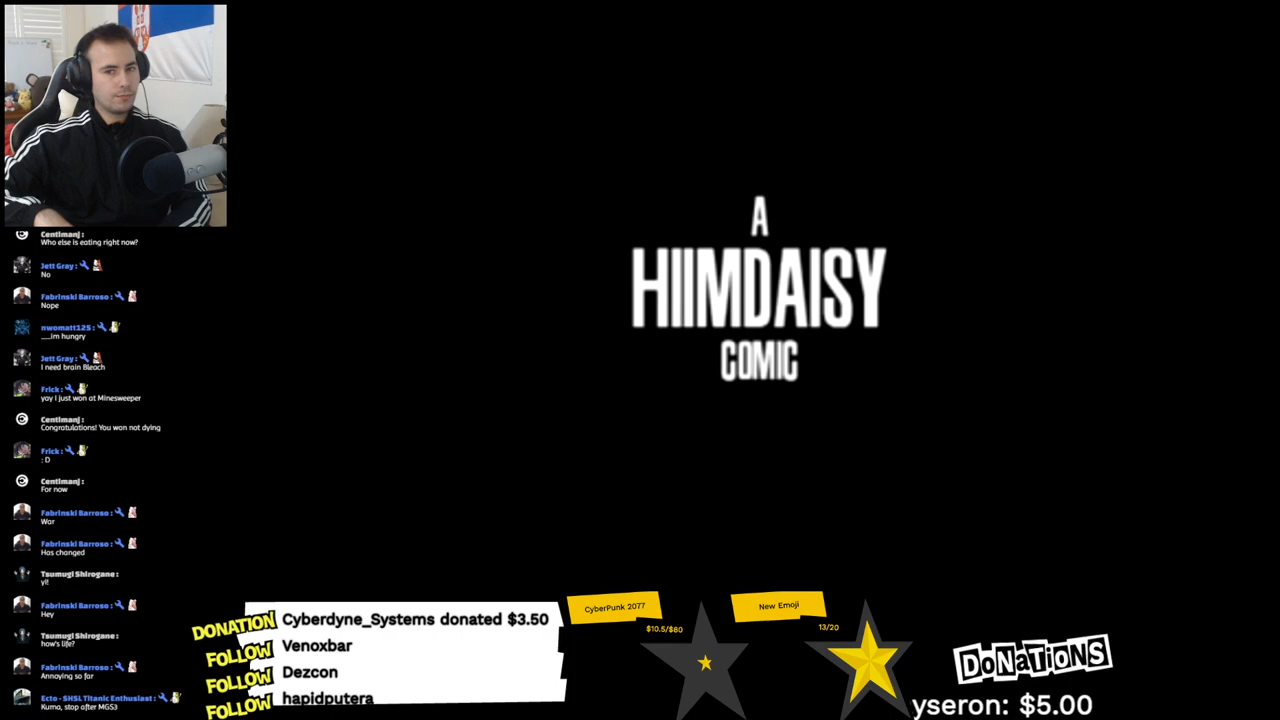 A
HIIMDAISY
COMIC
Centimanj :
Who else is eating right now?
Jett Gray :
No
Fabrinski Barroso :
Nope
nwomatt125 :
.....im hungry
Jett Gray :
I need brain Bleach
Frick :
yay I just won at Minesweeper
Centimanj :
Congratulations! You won not dying
Frick :
: D
Centimanj :
For now
Fabrinski Barroso :
War
Fabrinski Barroso :
Has changed
Tsumugi Shirogane :
yi!
Fabrinski Barroso :
Hey
Tsumugi Shirogane :
how's life?
Fabrinski Barroso :
Annoying so far
Ecto - SHSL Titanic Enthusiast :
Kuma, stop after MGS3
DONATION Cyberdyne_Systems donated $3.50
FOLLOW Venoxbar
FOLLOW Dezcon
FOLLOW hapidputera
CyberPunk 2077
$10.5/$80
New Emoji
13/20
DONATIONS
yseron: $5.00